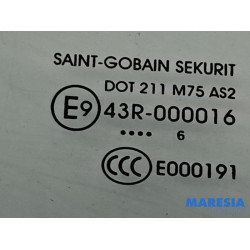 SAINT-GOBAIN SEKURIT
DOT 211 M75 AS2
E9 43R-000016
.... 6
CCC E000191
MARESIA